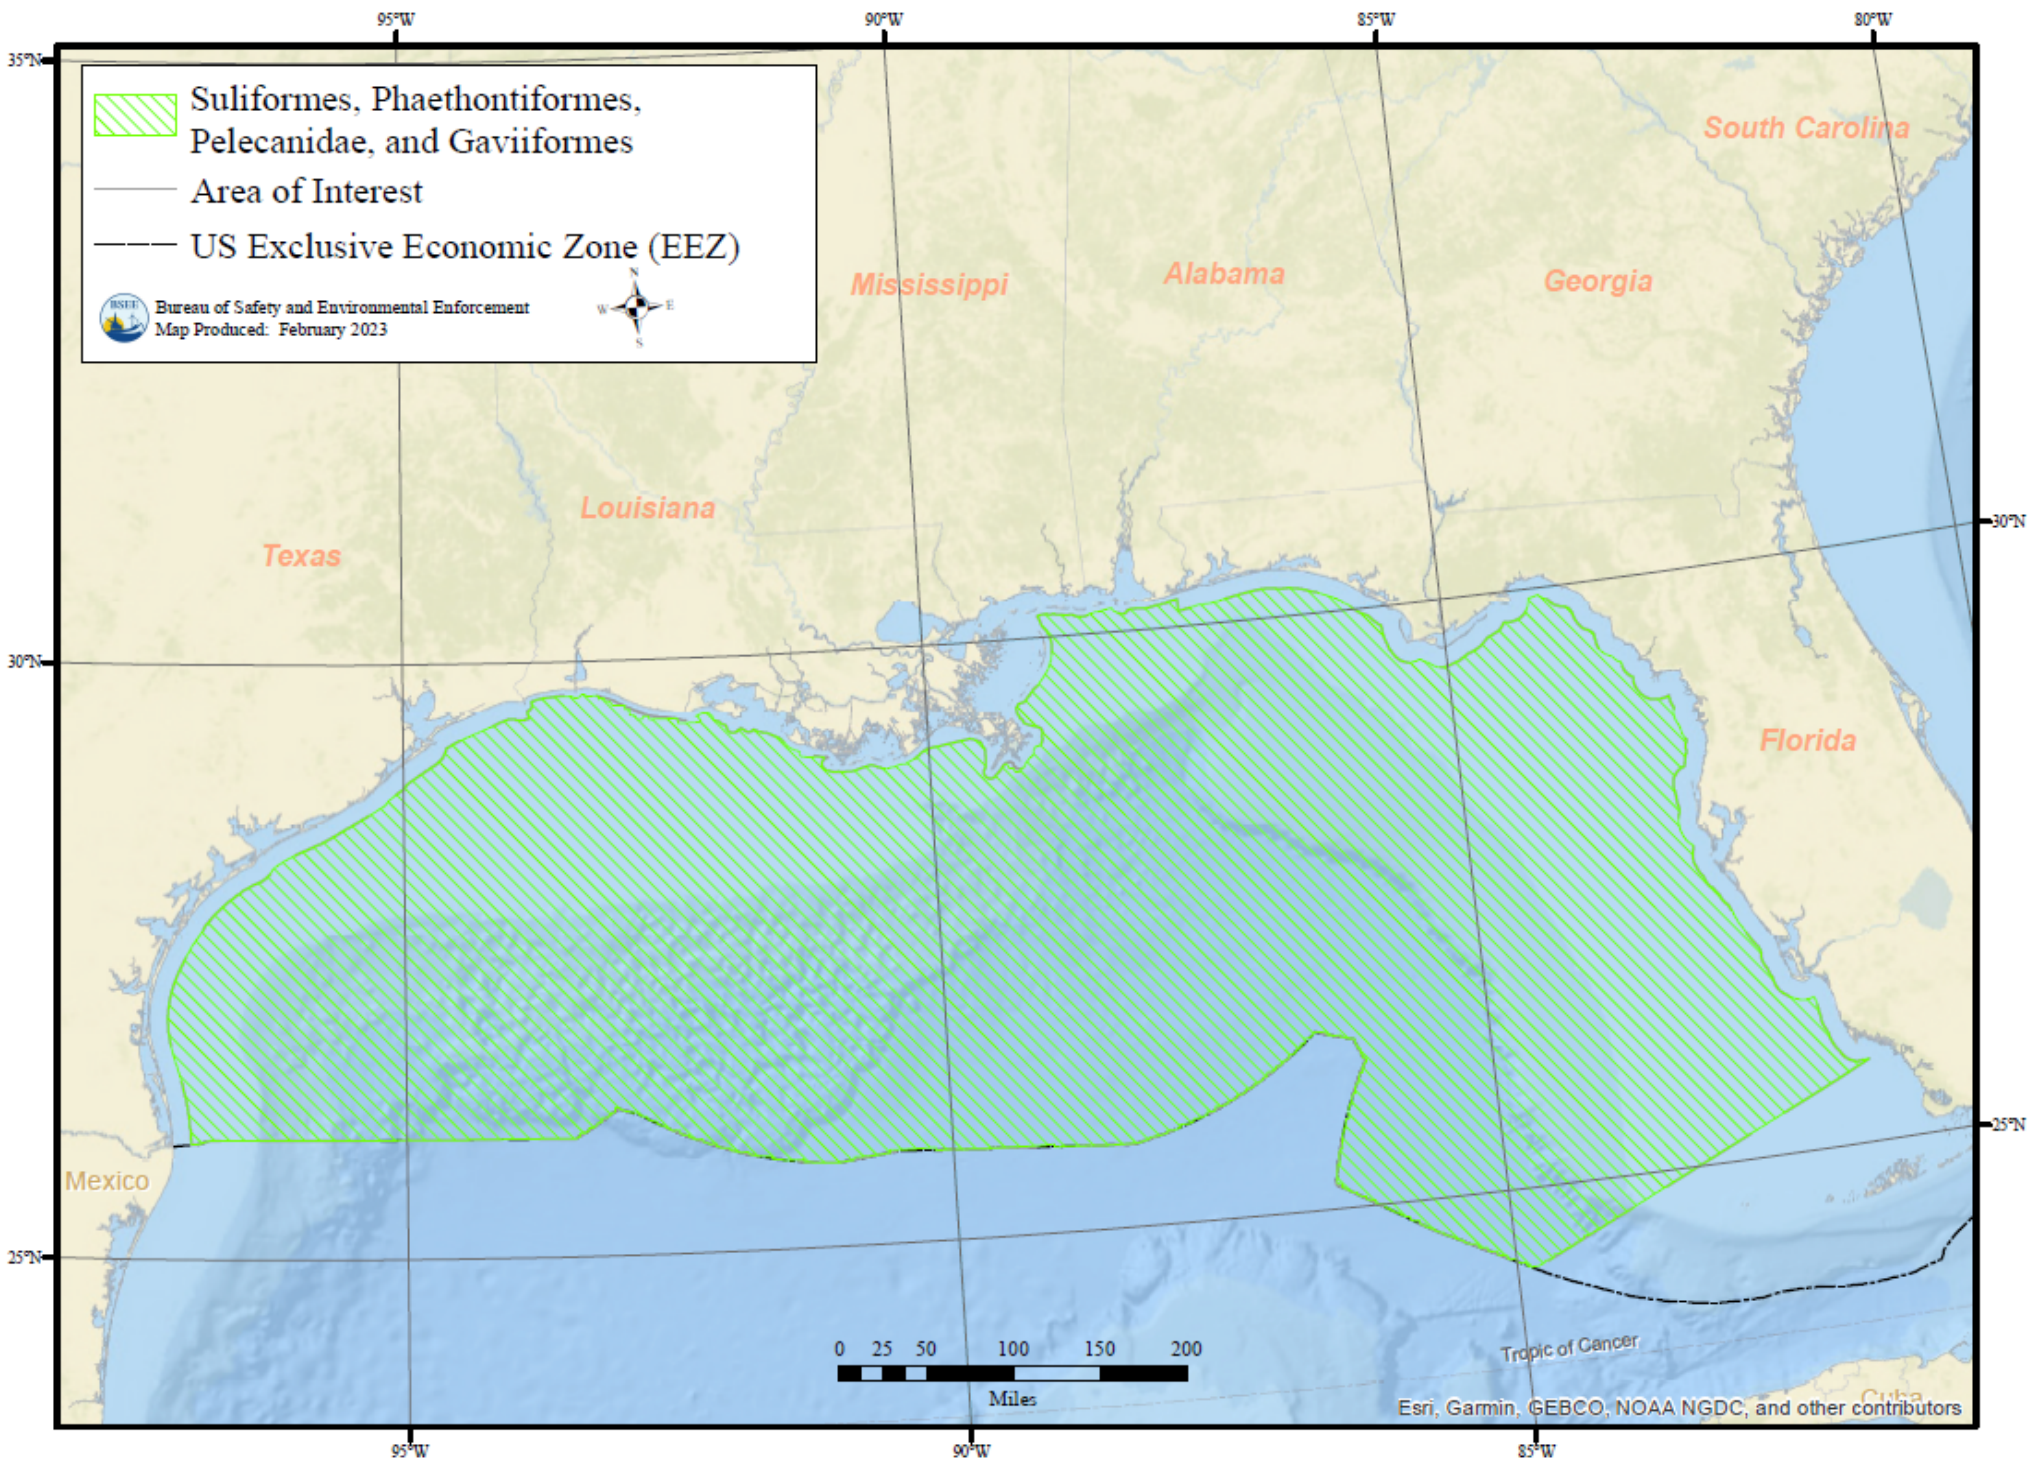 95°W
90°W
85°W
80°W
35°N
Suliformes, Phaethontiformes,
Pelecanidae, and Gaviiformes
Area of Interest
US Exclusive Economic Zone (EEZ)
BSEE
Bureau of Safety and Environmental Enforcement
Map Produced: February 2023
N
W
E
S
South Carolina
Mississippi
Alabama
Georgia
Louisiana
Texas
30°N
30°N
Florida
25°N
Mexico
25°N
0 25 50 100 150 200
Miles
Tropic of Cancer
Cuba
Esri, Garmin, GEBCO, NOAA NGDC, and other contributors
95°W
90°W
85°W